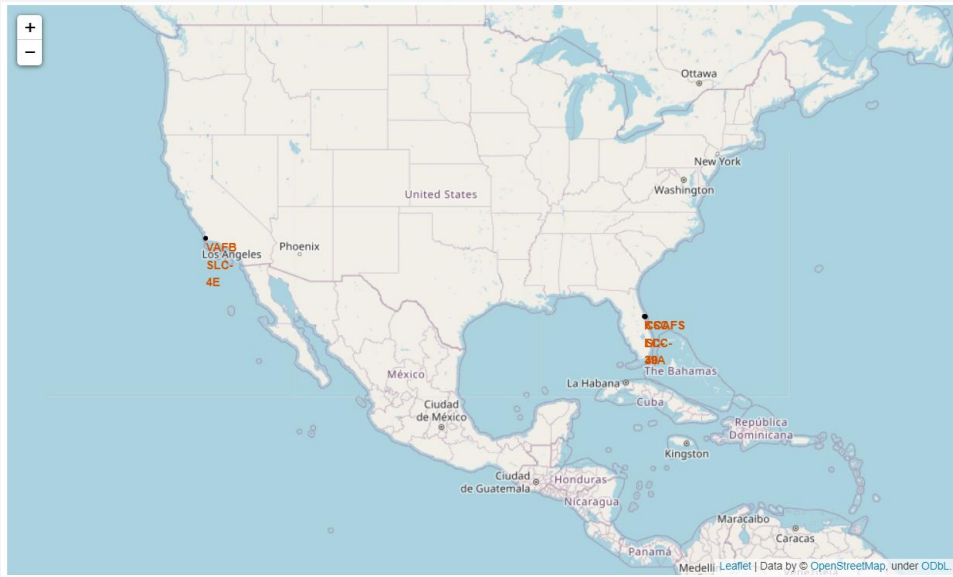 +
−
Ottawa
New York
Washington
United States
VAFB
SLC-
4E
Los Angeles
Phoenix
The Bahamas
La Habana
Cuba
México
Ciudad
de México
República
Dominicana
Kingston
Ciudad
de Guatemala
Honduras
Nicaragua
Maracaibo
Caracas
Panamá
Medellí
Leaflet | Data by © OpenStreetMap, under ODbL.